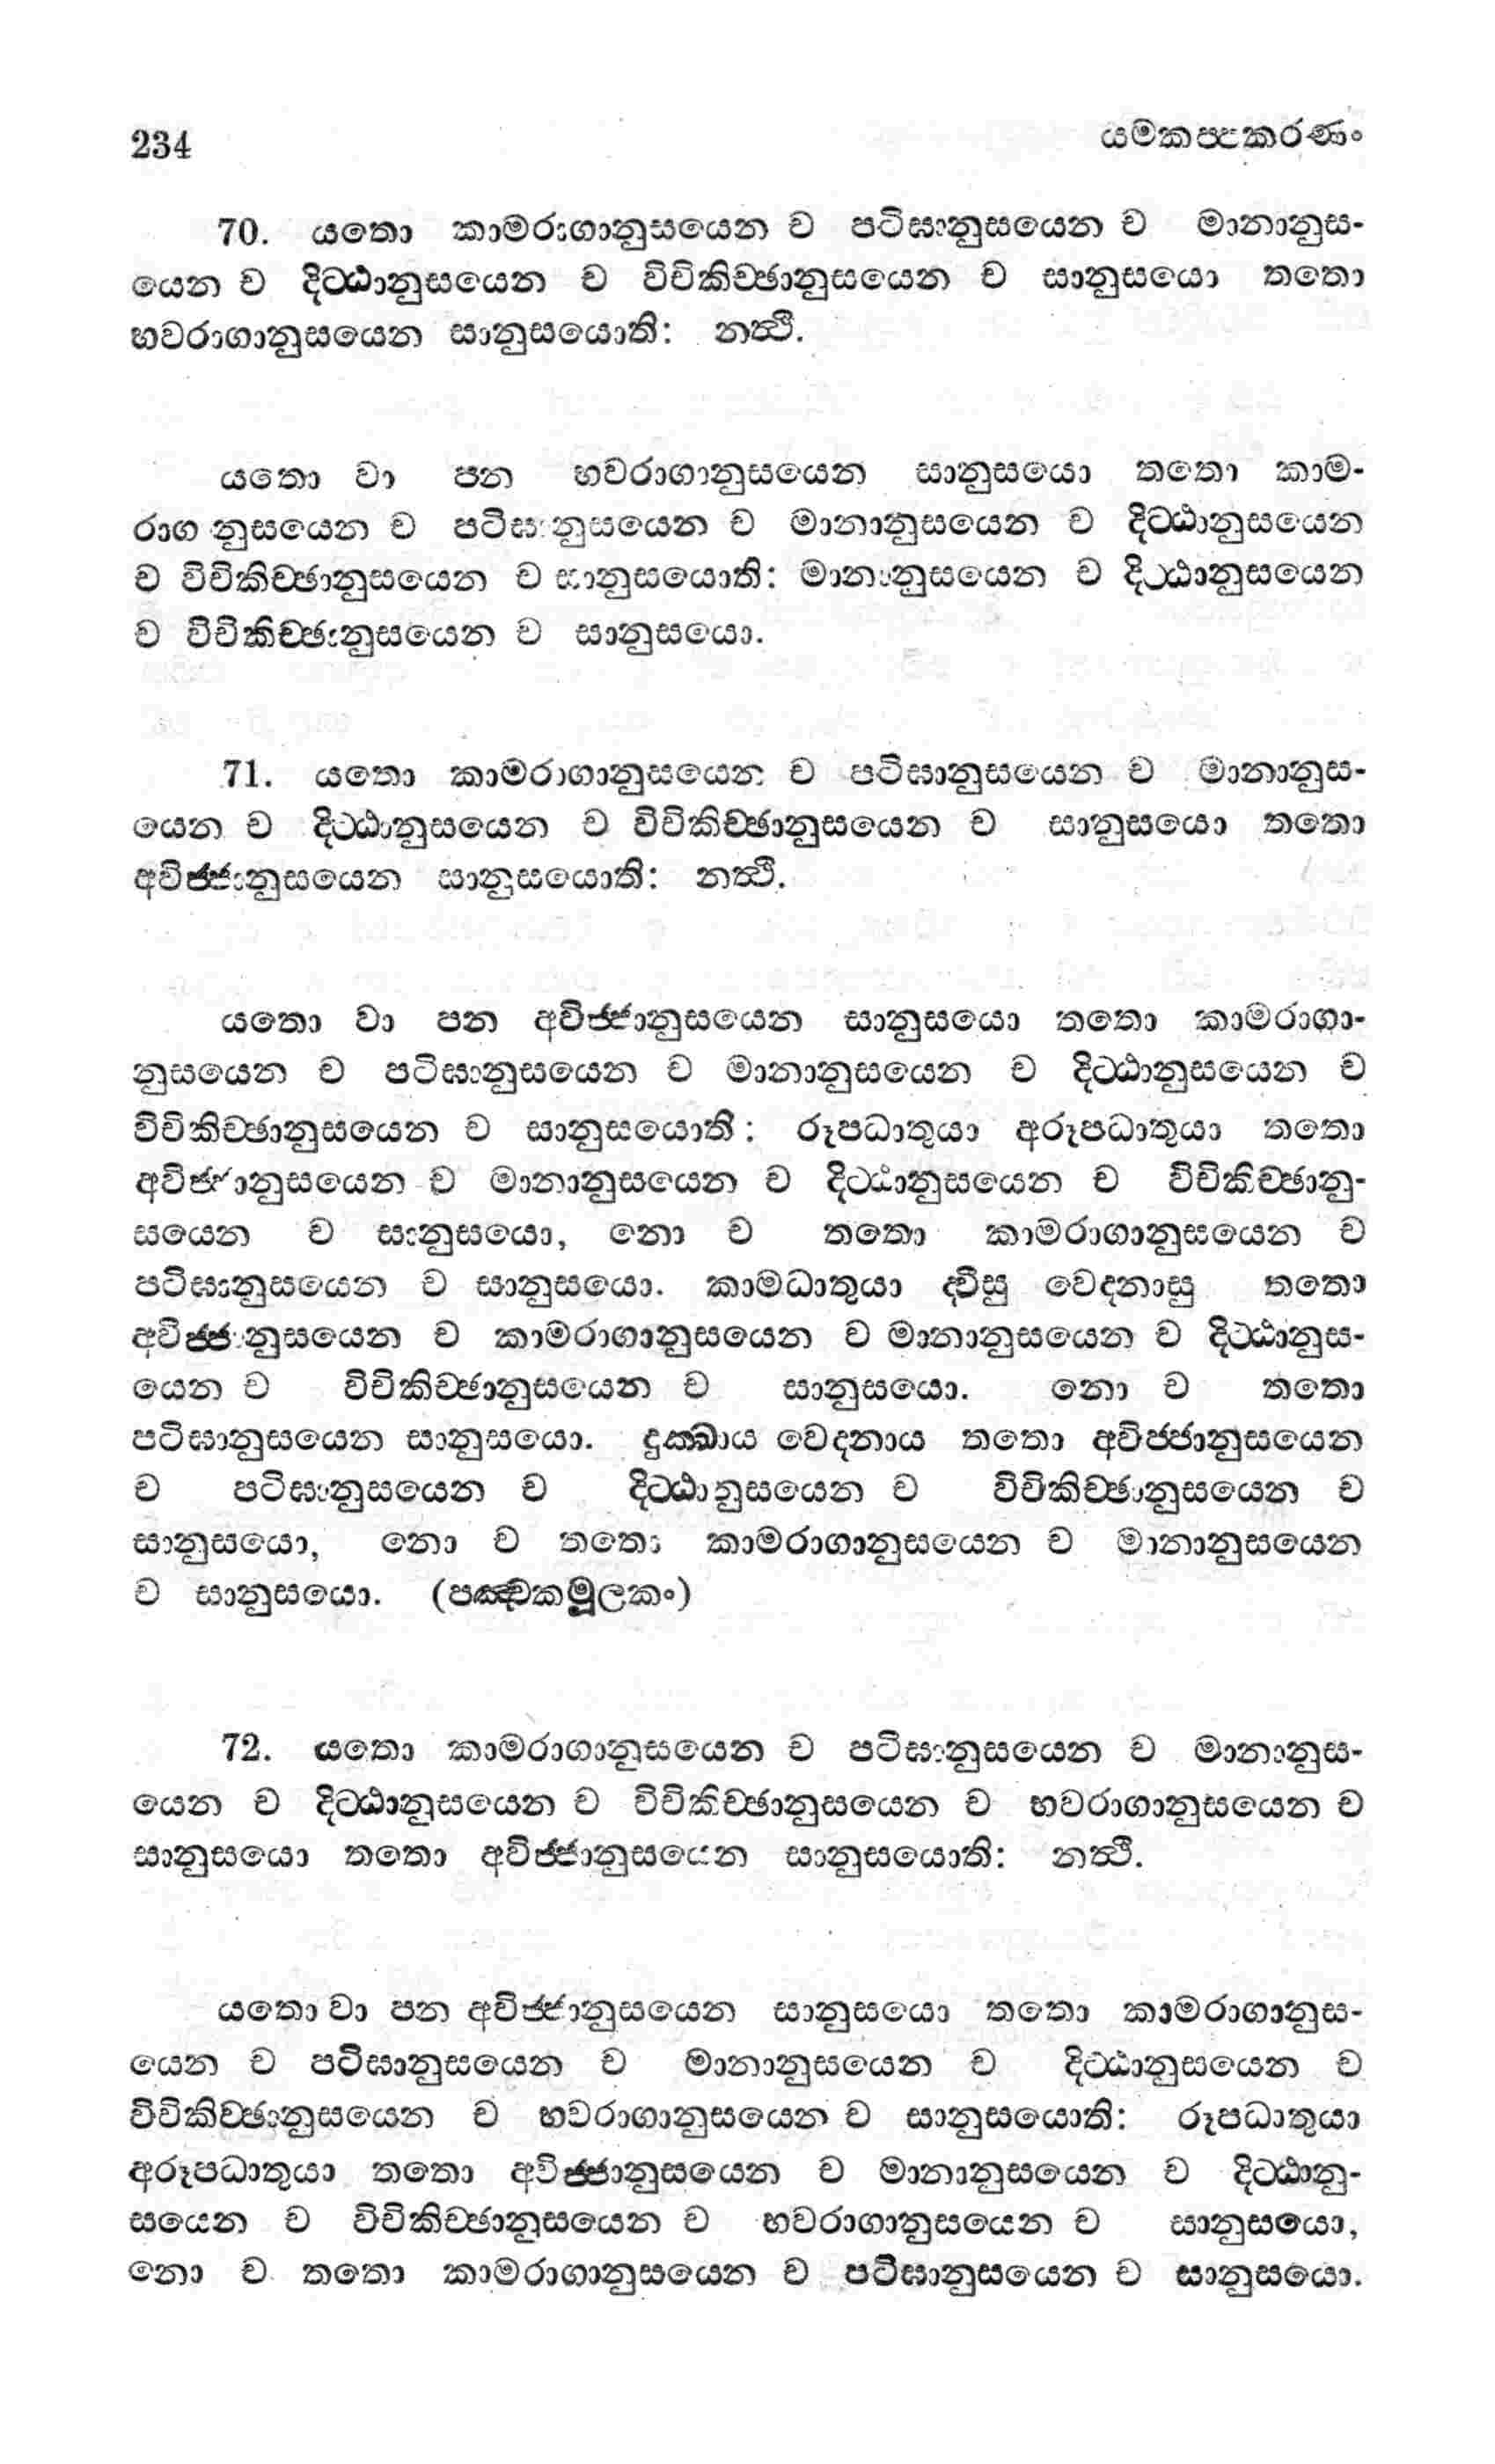 234
යමකප්පකරණං
70. යතො කාමරාගානුසයෙන ච පටිඝානුසයෙන ච මානානුස-
යෙන ච දිට්ඨානුසයෙන ච විචිකිච්ඡානුසයෙන ච සානුසයො තතො
භවරාගානුසයෙන සානුසයොති: නත්ථි.
යතො වා පන භවරාගානුසයෙන සානුසයො තතො කාම-
රාගානුසයෙන ච පටිඝානුසයෙන ච මානානුසයෙන ච දිට්ඨානුසයෙන
ච විචිකිච්ඡානුසයෙන ච සානුසයොති: මානානුසයෙන ච දිට්ඨානුසයෙන
ච විචිකිච්ඡානුසයෙන ච සානුසයො.
71. යතො කාමරාගානුසයෙන ච පටිඝානුසයෙන ච මානානුස-
යෙන ච දිට්ඨානුසයෙන ච විචිකිච්ඡානුසයෙන ච සානුසයො තතො
අවිජ්ජානුසයෙන සානුසයොති: නත්ථි.
යතො වා පන අවිජ්ජානුසයෙන සානුසයො තතො කාමරාගා-
නුසයෙන ච පටිඝානුසයෙන ච මානානුසයෙන ච දිට්ඨානුසයෙන ච
විචිකිච්ඡානුසයෙන ච සානුසයොති: රූපධාතුයා අරූපධාතුයා තතො
අවිජ්ජානුසයෙන ච මානානුසයෙන ච දිට්ඨානුසයෙන ච විචිකිච්ඡානු-
සයෙන ච සානුසයො, නො ච තතො කාමරාගානුසයෙන ච
පටිඝානුසයෙන ච සානුසයො. කාමධාතුයා ද්වීසු වෙදනාසු තතො
අවිජ්ජානුසයෙන ච කාමරාගානුසයෙන ච මානානුසයෙන ච දිට්ඨානුස-
යෙන ච විචිකිච්ඡානුසයෙන ච සානුසයො. නො ච තතො
පටිඝානුසයෙන සානුසයො. දුක්ඛාය වෙදනාය තතො අවිජ්ජානුසයෙන
ච පටිඝානුසයෙන ච දිට්ඨානුසයෙන ච විචිකිච්ඡානුසයෙන ච
සානුසයො, නො ච තතො කාමරාගානුසයෙන ච මානානුසයෙන
ච සානුසයො. (පඤ්චකමූලකං)
72. යතො කාමරාගානුසයෙන ච පටිඝානුසයෙන ච මානානුස-
යෙන ච දිට්ඨානුසයෙන ච විචිකිච්ඡානුසයෙන ච භවරාගානුසයෙන ච
සානුසයො තතො අවිජ්ජානුසයෙන සානුසයොති: නත්ථි.
යතො වා පන අවිජ්ජානුසයෙන සානුසයො තතො කාමරාගානුස-
යෙන ච පටිඝානුසයෙන ච මානානුසයෙන ච දිට්ඨානුසයෙන ච
විචිකිච්ඡානුසයෙන ච භවරාගානුසයෙන ච සානුසයොති: රූපධාතුයා
අරූපධාතුයා තතො අවිජ්ජානුසයෙන ච මානානුසයෙන ච දිට්ඨානු-
සයෙන ච විචිකිච්ඡානුසයෙන ච භවරාගානුසයෙන ච සානුසයො,
නො ච තතො කාමරාගානුසයෙන ච පටිඝානුසයෙන ච සානුසයො.